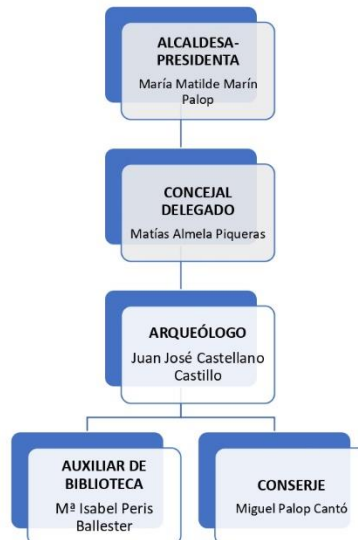 ALCALDESA-
PRESIDENTA
María Matilde Marín
Palop
CONCEJAL
DELEGADO
Matías Almela Piqueras
ARQUEÓLOGO
Juan José Castellano
Castillo
AUXILIAR DE
BIBLIOTECA
Mª Isabel Peris
Ballester
CONSERJE
Miguel Palop Cantó